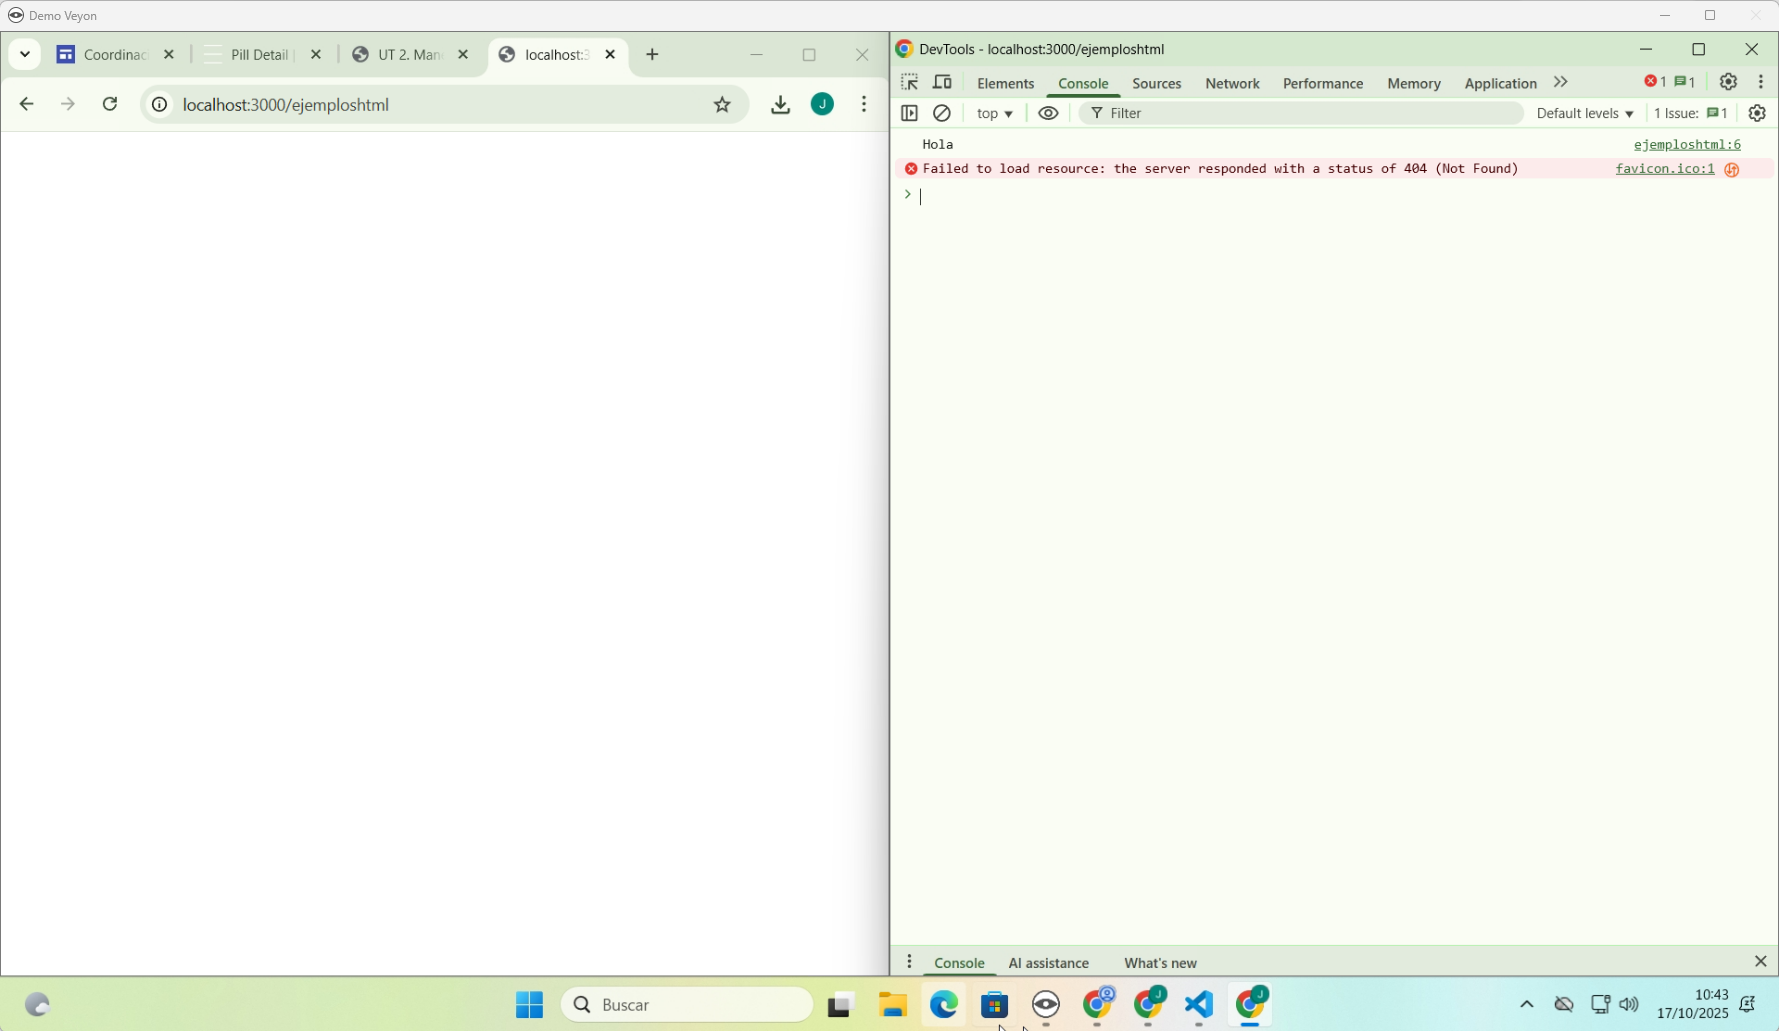 Demo Veyon
Coordinac
Pill Detail
UT 2. Man
localhost:3
localhost:3000/ejemploshtml
J
DevTools - localhost:3000/ejemploshtml
Elements Console Sources Network Performance Memory Application 1 1
top Filter Default levels 1 Issue: 1
Hola ejemploshtml:6
Failed to load resource: the server responded with a status of 404 (Not Found) favicon.ico:1
Console AI assistance What's new
Buscar
J
J
10:43
17/10/2025